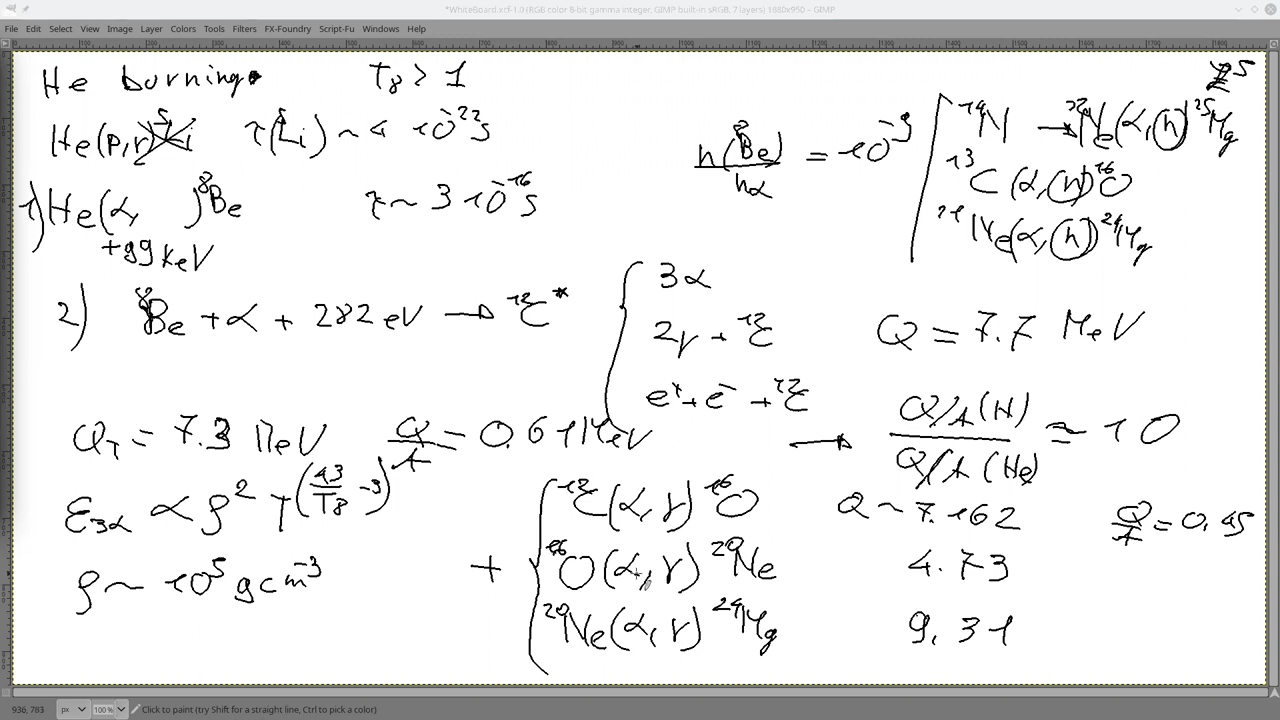 *WhiteBoard.xcf-1.0 (RGB color 8-bit gamma integer, GIMP built-in sRGB, 7 layers) 1880x950 – GIMP
File Edit Select View Image Layer Colors Tools Filters FX-Foundry Script-Fu Windows Help
He burning T₈ > 1
He(p,γ)⁵Li τ(⁵Li) ~ 4 10⁻²²s
1) He(α, )⁸Be τ ~ 3 10⁻¹⁶s
+99 keV
n(⁸Be)/nα = 10⁻⁹
¹⁴N → ²²Ne(α,n)²⁵Mg
¹³C(α,n)¹⁶O
²¹Ne(α,n)²⁴Mg
2) ⁸Be + α + 282 eV → ¹²C*
3α
2γ + ¹²C
e⁺ + e⁻ + ¹²C
Q = 7.7 MeV
Q_T = 7.3 MeV Q/A = 0.61 MeV → Q/A(H) / Q/A(He) ≈ 10
ε₃α ∝ ρ² T^(43/T₈ -3)
ρ ~ 10⁵ g cm⁻³
+
¹²C(α,γ)¹⁶O Q ~ 7.162 Q/A = 0,45
¹⁶O(α,γ)²⁰Ne 4.73
²⁰Ne(α,γ)²⁴Mg 9,31
936, 783 px 100 % Click to paint (try Shift for a straight line, Ctrl to pick a color)